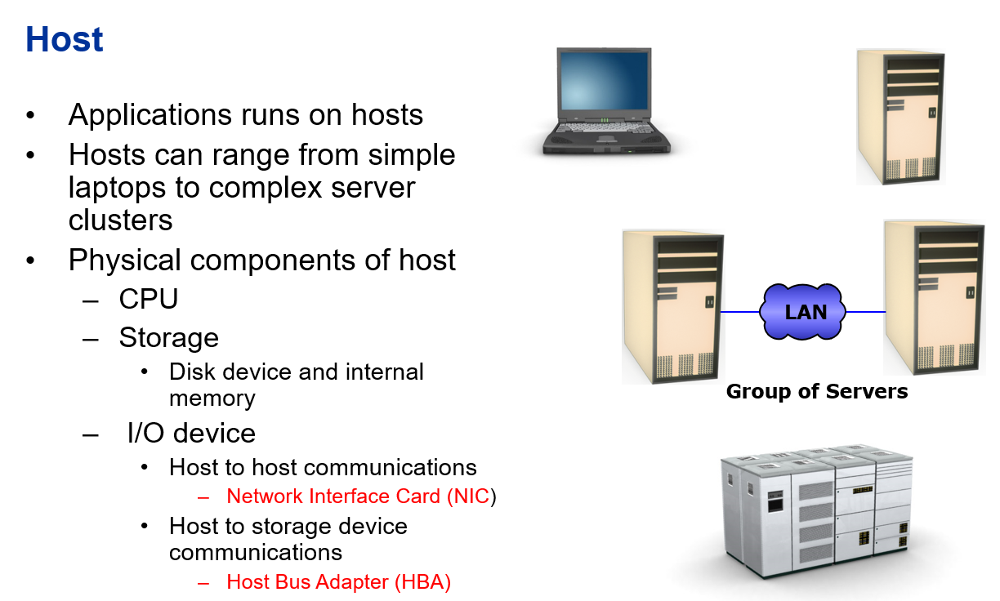 Host
• Applications runs on hosts
• Hosts can range from simple
laptops to complex server
clusters
• Physical components of host
– CPU
– Storage
• Disk device and internal
memory
– I/O device
• Host to host communications
– Network Interface Card (NIC)
• Host to storage device
communications
– Host Bus Adapter (HBA)
LAN
Group of Servers